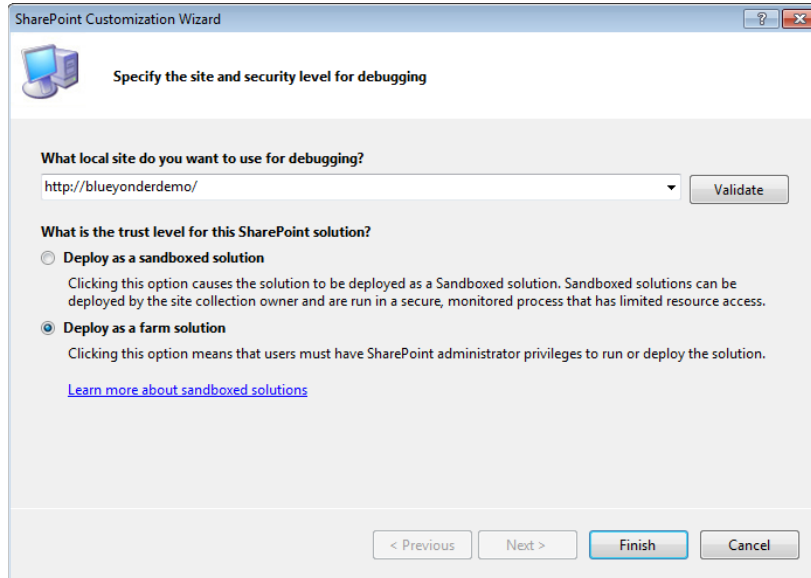 SharePoint Customization Wizard
?
Specify the site and security level for debugging
What local site do you want to use for debugging?
http://blueyonderdemo/
Validate
What is the trust level for this SharePoint solution?
Deploy as a sandboxed solution
Clicking this option causes the solution to be deployed as a Sandboxed solution. Sandboxed solutions can be
deployed by the site collection owner and are run in a secure, monitored process that has limited resource access.
Deploy as a farm solution
Clicking this option means that users must have SharePoint administrator privileges to run or deploy the solution.
Learn more about sandboxed solutions
< Previous
Next >
Finish
Cancel